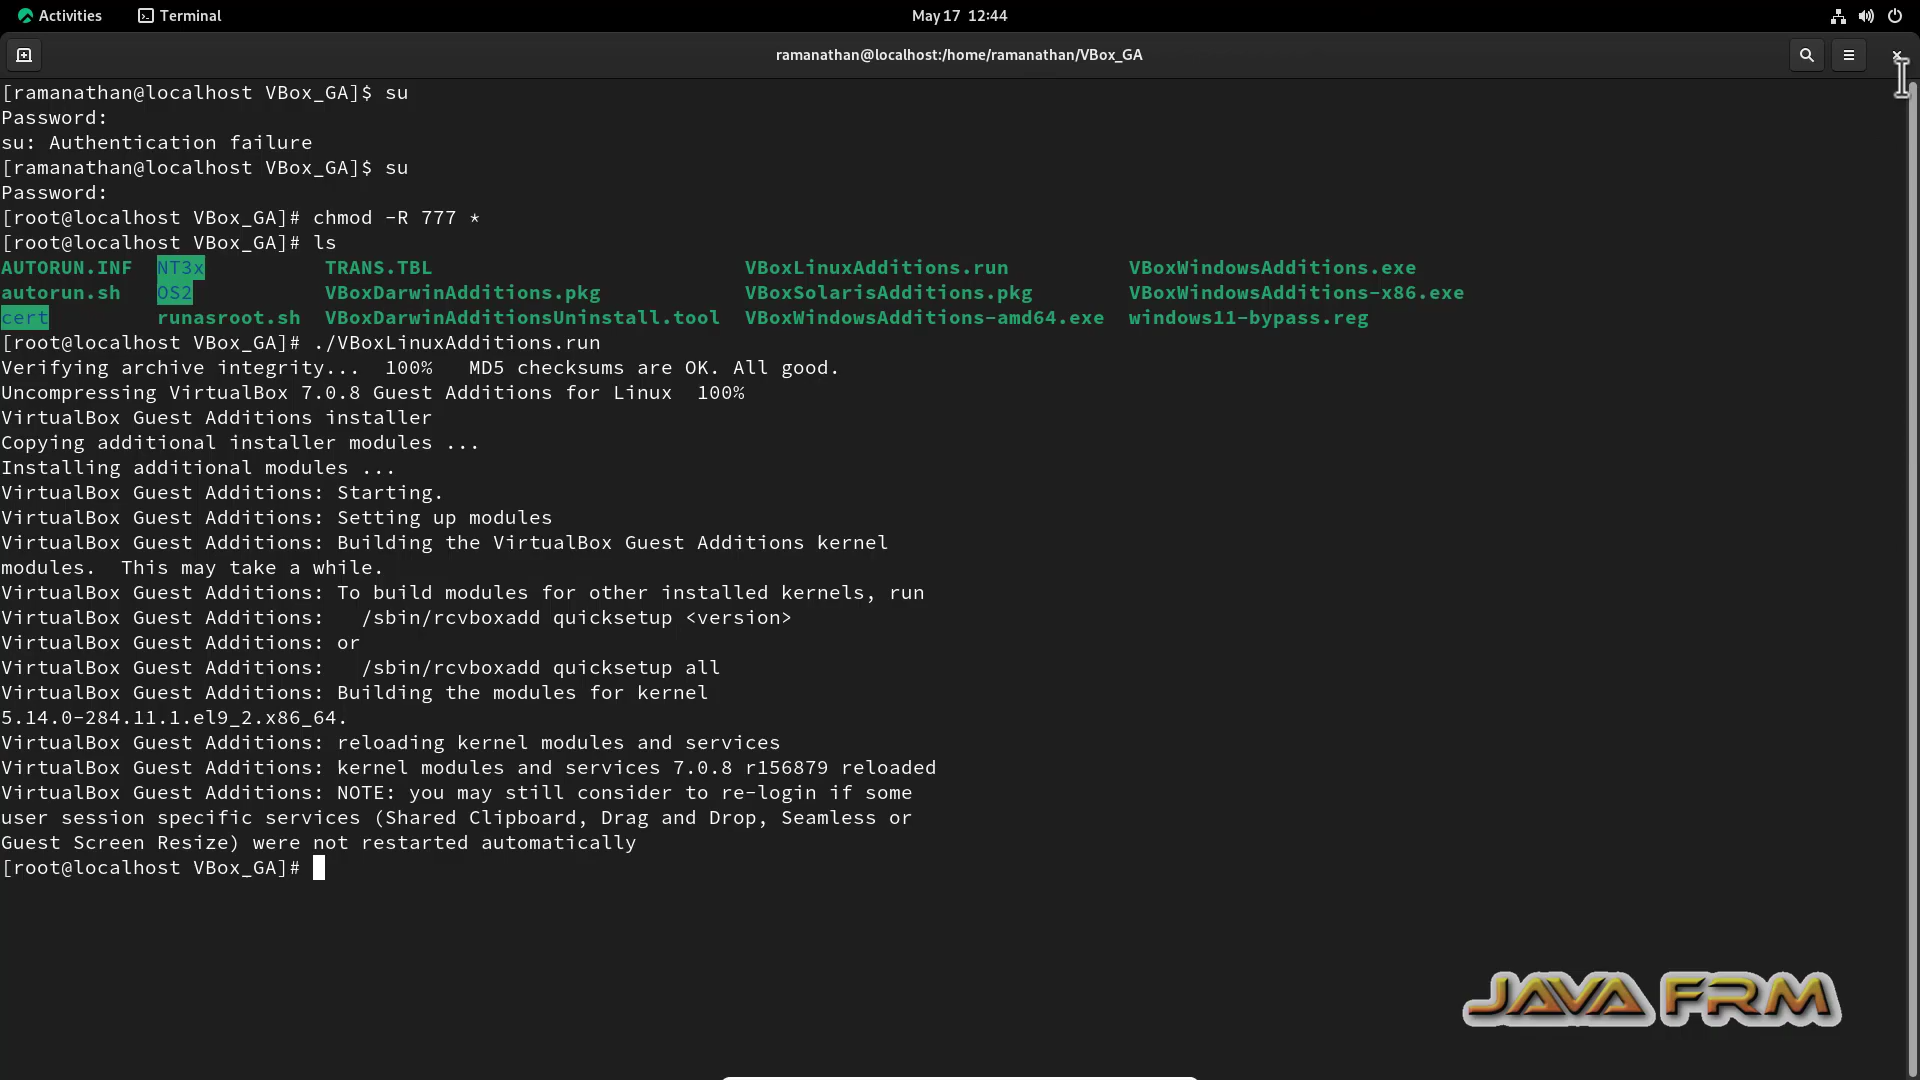 Activities Terminal May 17 12:44
ramanathan@localhost:/home/ramanathan/VBox_GA
[ramanathan@localhost VBox_GA]$ su
Password:
su: Authentication failure
[ramanathan@localhost VBox_GA]$ su
Password:
[root@localhost VBox_GA]# chmod -R 777 *
[root@localhost VBox_GA]# ls
AUTORUN.INF NT3x TRANS.TBL VBoxLinuxAdditions.run VBoxWindowsAdditions.exe
autorun.sh OS2 VBoxDarwinAdditions.pkg VBoxSolarisAdditions.pkg VBoxWindowsAdditions-x86.exe
cert runasroot.sh VBoxDarwinAdditionsUninstall.tool VBoxWindowsAdditions-amd64.exe windows11-bypass.reg
[root@localhost VBox_GA]# ./VBoxLinuxAdditions.run
Verifying archive integrity... 100% MD5 checksums are OK. All good.
Uncompressing VirtualBox 7.0.8 Guest Additions for Linux 100%
VirtualBox Guest Additions installer
Copying additional installer modules ...
Installing additional modules ...
VirtualBox Guest Additions: Starting.
VirtualBox Guest Additions: Setting up modules
VirtualBox Guest Additions: Building the VirtualBox Guest Additions kernel
modules. This may take a while.
VirtualBox Guest Additions: To build modules for other installed kernels, run
VirtualBox Guest Additions: /sbin/rcvboxadd quicksetup <version>
VirtualBox Guest Additions: or
VirtualBox Guest Additions: /sbin/rcvboxadd quicksetup all
VirtualBox Guest Additions: Building the modules for kernel
5.14.0-284.11.1.el9_2.x86_64.
VirtualBox Guest Additions: reloading kernel modules and services
VirtualBox Guest Additions: kernel modules and services 7.0.8 r156879 reloaded
VirtualBox Guest Additions: NOTE: you may still consider to re-login if some
user session specific services (Shared Clipboard, Drag and Drop, Seamless or
Guest Screen Resize) were not restarted automatically
[root@localhost VBox_GA]#
JAVA FRM